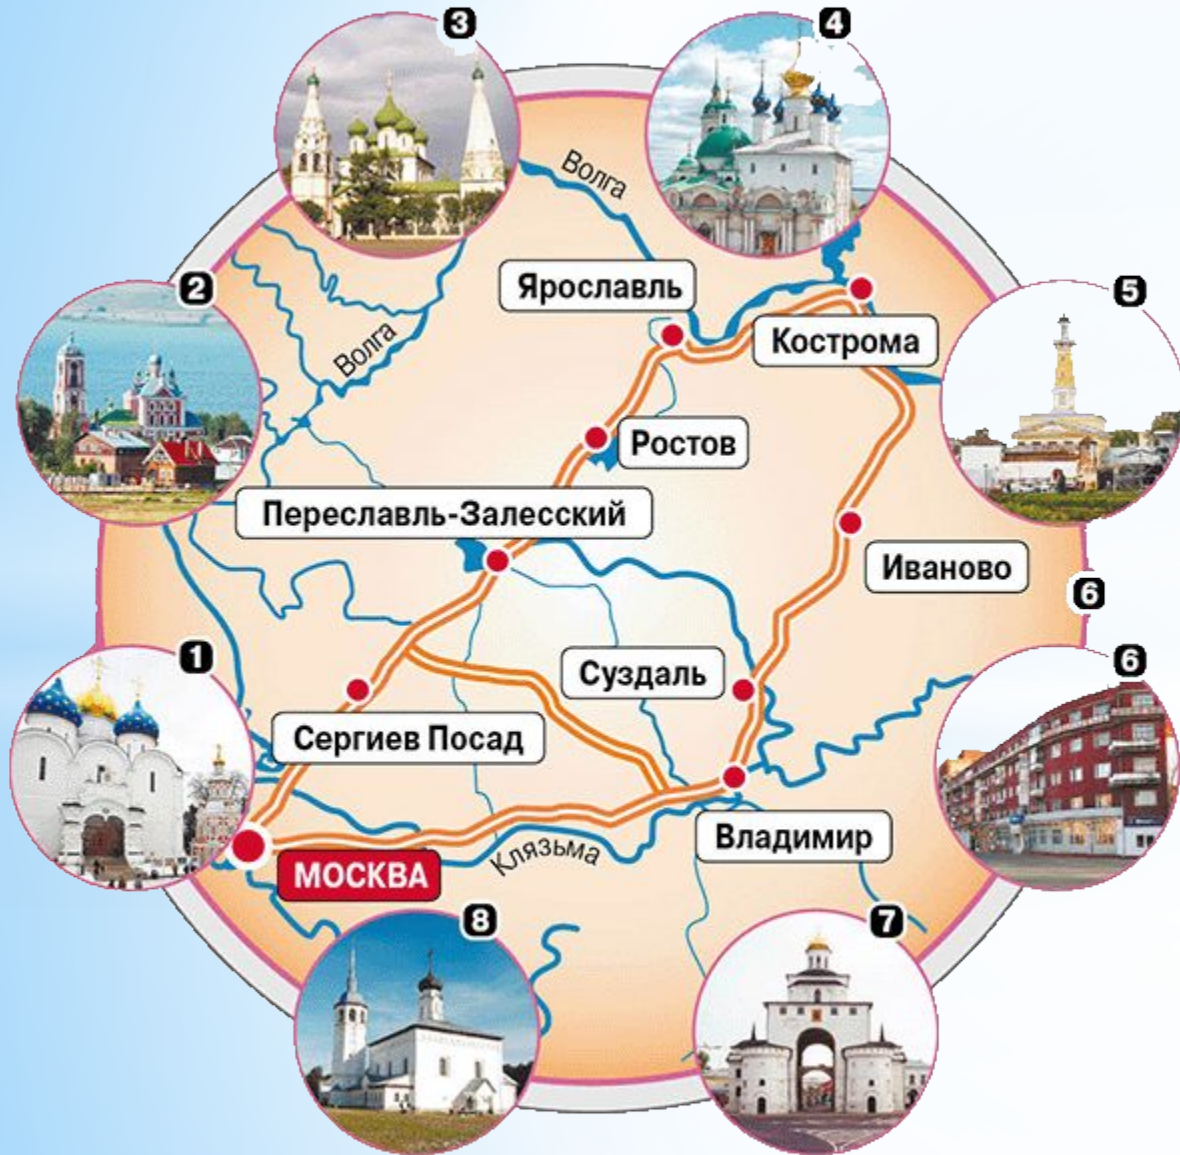 3
4
Волга
2
Ярославль
5
Волга
Кострома
Ростов
Переславль-Залесский
Иваново
6
1
Суздаль
6
Сергиев Посад
Владимир
Клязьма
МОСКВА
8
7